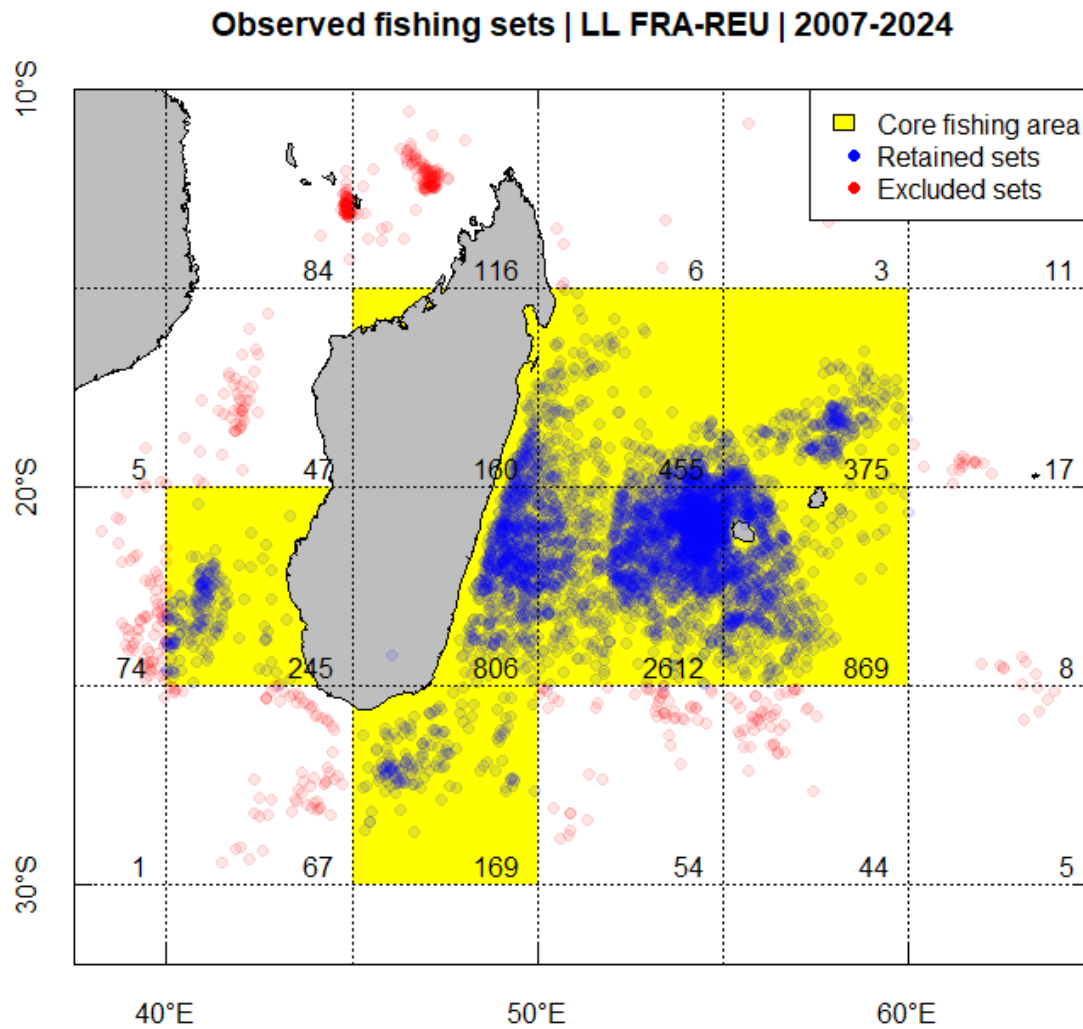 Observed fishing sets | LL FRA-REU | 2007-2024
10°S
Core fishing area
Retained sets
Excluded sets
84 116 6 3 11
5 47 160 455 375 17
20°S
74 245 806 2612 869 8
1 67 169 54 44 5
30°S
40°E 50°E 60°E